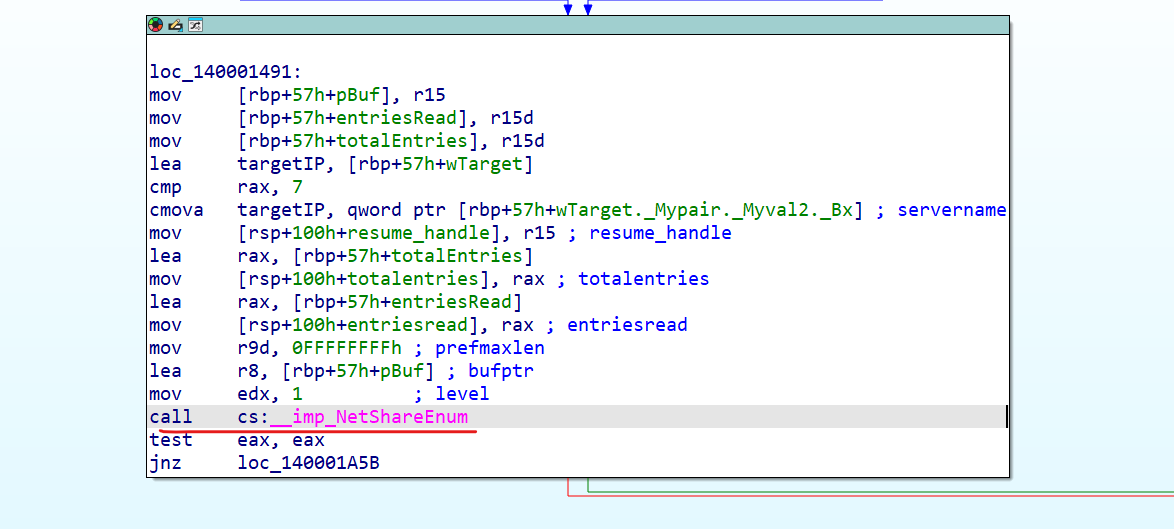 loc_140001491:
mov [rbp+57h+pBuf], r15
mov [rbp+57h+entriesRead], r15d
mov [rbp+57h+totalEntries], r15d
lea targetIP, [rbp+57h+wTarget]
cmp rax, 7
cmova targetIP, qword ptr [rbp+57h+wTarget._Mypair._Myval2._Bx] ; servername
mov [rsp+100h+resume_handle], r15 ; resume_handle
lea rax, [rbp+57h+totalEntries]
mov [rsp+100h+totalentries], rax ; totalentries
lea rax, [rbp+57h+entriesRead]
mov [rsp+100h+entriesread], rax ; entriesread
mov r9d, 0FFFFFFFFh ; prefmaxlen
lea r8, [rbp+57h+pBuf] ; bufptr
mov edx, 1 ; level
call cs:__imp_NetShareEnum
test eax, eax
jnz loc_140001A5B